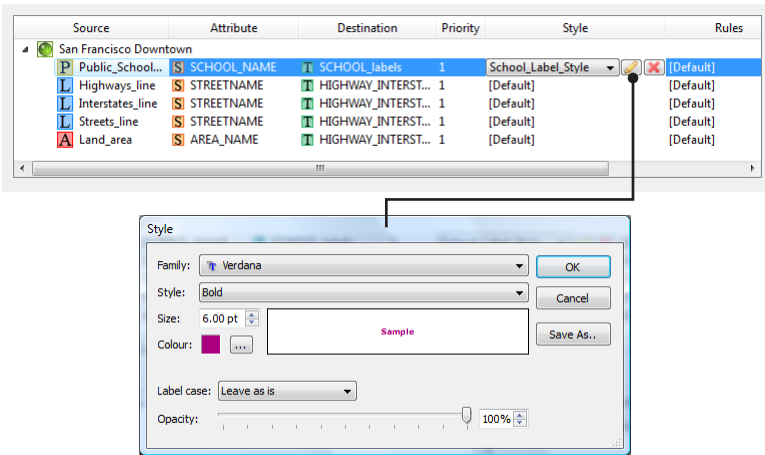 Source Attribute Destination Priority Style Rules
San Francisco Downtown
P Public_School... S SCHOOL_NAME T SCHOOL_labels 1 School_Label_Style [Default]
L Highways_line S STREETNAME T HIGHWAY_INTERST... 1 [Default] [Default]
L Interstates_line S STREETNAME T HIGHWAY_INTERST... 1 [Default] [Default]
L Streets_line S STREETNAME T HIGHWAY_INTERST... 1 [Default] [Default]
A Land_area S AREA_NAME T HIGHWAY_INTERST... 1 [Default] [Default]
Style
Family: Verdana OK
Style: Bold Cancel
Size: 6.00 pt Sample Save As..
Colour: ...
Label case: Leave as is
Opacity: 100%